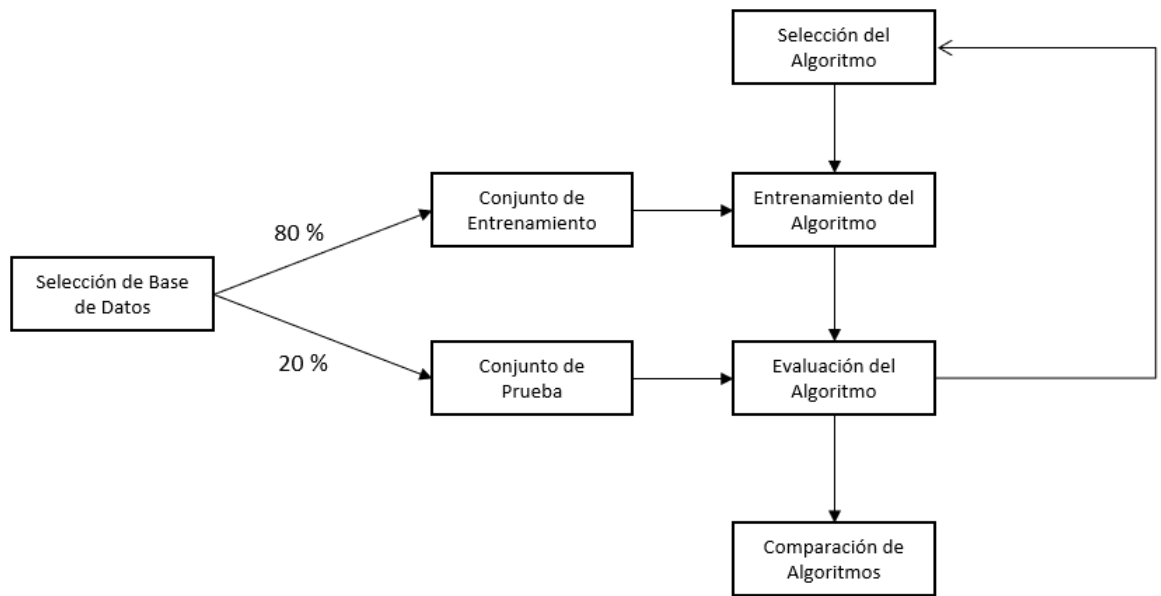 Selección del
Algoritmo
Conjunto de
Entrenamiento
Entrenamiento del
Algoritmo
80 %
Selección de Base
de Datos
20 %
Conjunto de
Prueba
Evaluación del
Algoritmo
Comparación de
Algoritmos